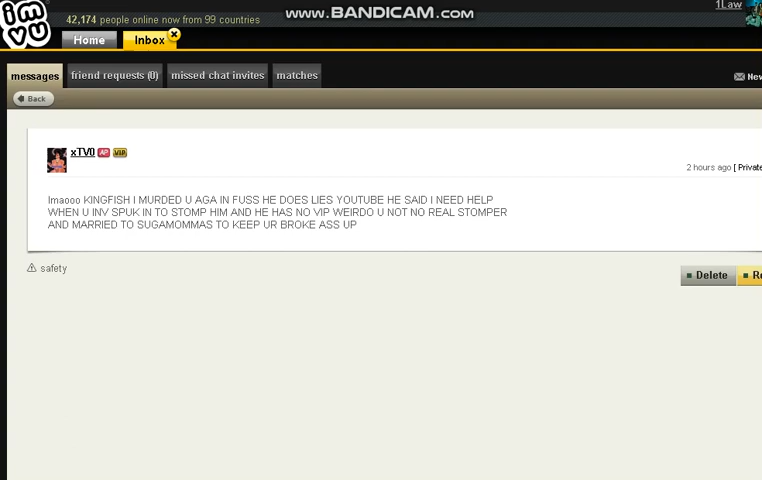 imvu
42,174 people online now from 99 countries
WWW.BANDICAM.COM
1Law
Home
Inbox
messages
friend requests (0)
missed chat invites
matches
New
Back
xTV0 AP VIP
2 hours ago [ Private
lmaooo KINGFISH I MURDED U AGA IN FUSS HE DOES LIES YOUTUBE HE SAID I NEED HELP
WHEN U INV SPUK IN TO STOMP HIM AND HE HAS NO VIP WEIRDO U NOT NO REAL STOMPER
AND MARRIED TO SUGAMOMMAS TO KEEP UR BROKE ASS UP
safety
Delete
Re